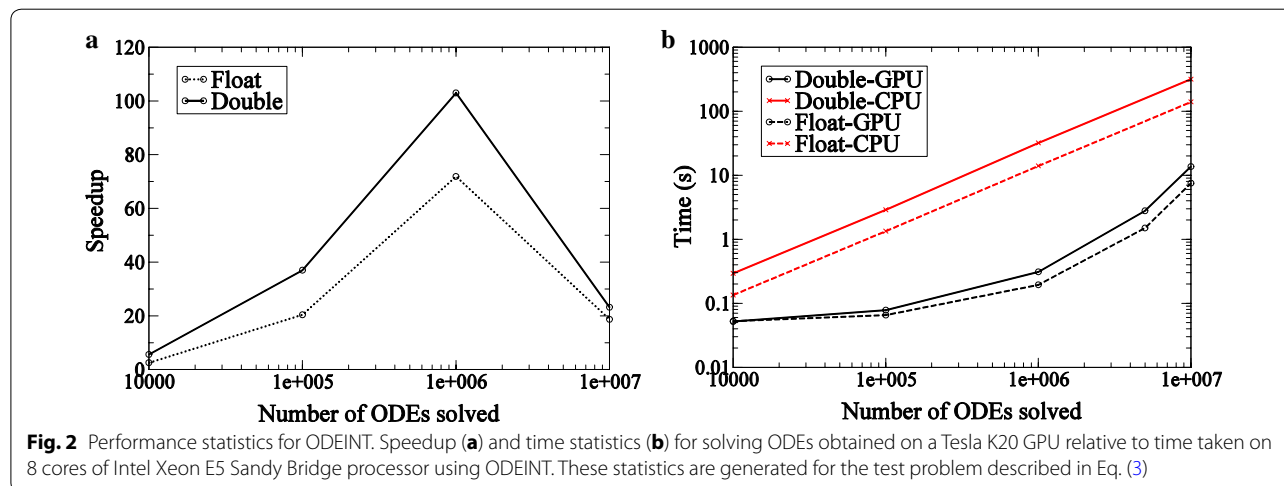 a
120
100
80
60
40
20
0
Speedup
Float
Double
10000
1e+005
1e+006
1e+007
Number of ODEs solved
b
1000
100
10
1
0.1
0.01
Time (s)
Double-GPU
Double-CPU
Float-GPU
Float-CPU
10000
1e+005
1e+006
1e+007
Number of ODEs solved
Fig. 2 Performance statistics for ODEINT. Speedup (a) and time statistics (b) for solving ODEs obtained on a Tesla K20 GPU relative to time taken on
8 cores of Intel Xeon E5 Sandy Bridge processor using ODEINT. These statistics are generated for the test problem described in Eq. (3)